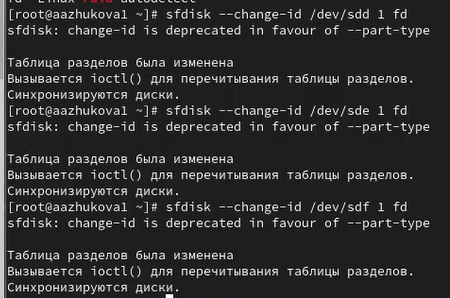 [root@aazhukova1 ~]# sfdisk --change-id /dev/sdd 1 fd
sfdisk: change-id is deprecated in favour of --part-type
Таблица разделов была изменена
Вызывается ioctl() для перечитывания таблицы разделов.
Синхронизируются диски.
[root@aazhukova1 ~]# sfdisk --change-id /dev/sde 1 fd
sfdisk: change-id is deprecated in favour of --part-type
Таблица разделов была изменена
Вызывается ioctl() для перечитывания таблицы разделов.
Синхронизируются диски.
[root@aazhukova1 ~]# sfdisk --change-id /dev/sdf 1 fd
sfdisk: change-id is deprecated in favour of --part-type
Таблица разделов была изменена
Вызывается ioctl() для перечитывания таблицы разделов.
Синхронизируются диски.